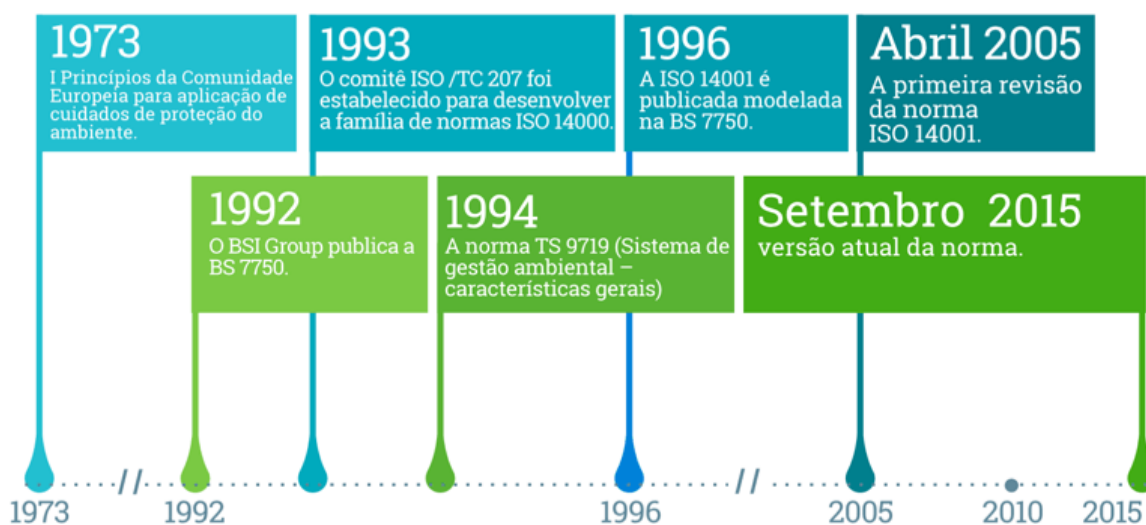 1973
I Princípios da Comunidade
Europeia para aplicação de
cuidados de proteção do
ambiente.
1993
O comitê ISO /TC 207 foi
estabelecido para desenvolver
a família de normas ISO 14000.
1996
A ISO 14001 é
publicada modelada
na BS 7750.
Abril 2005
A primeira revisão
da norma
ISO 14001.
1992
O BSI Group publica a
BS 7750.
1994
A norma TS 9719 (Sistema de
gestão ambiental –
características gerais)
Setembro 2015
versão atual da norma.
1973
1992
1996
2005
2010
2015